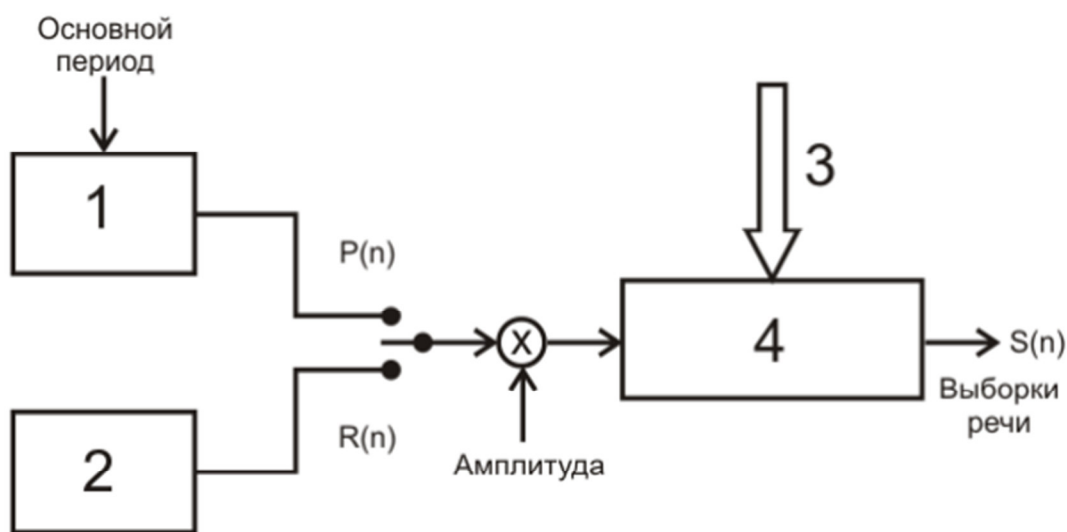 Основной
период
1
3
P(n)
4
X
S(n)
Выборки
речи
R(n)
Амплитуда
2